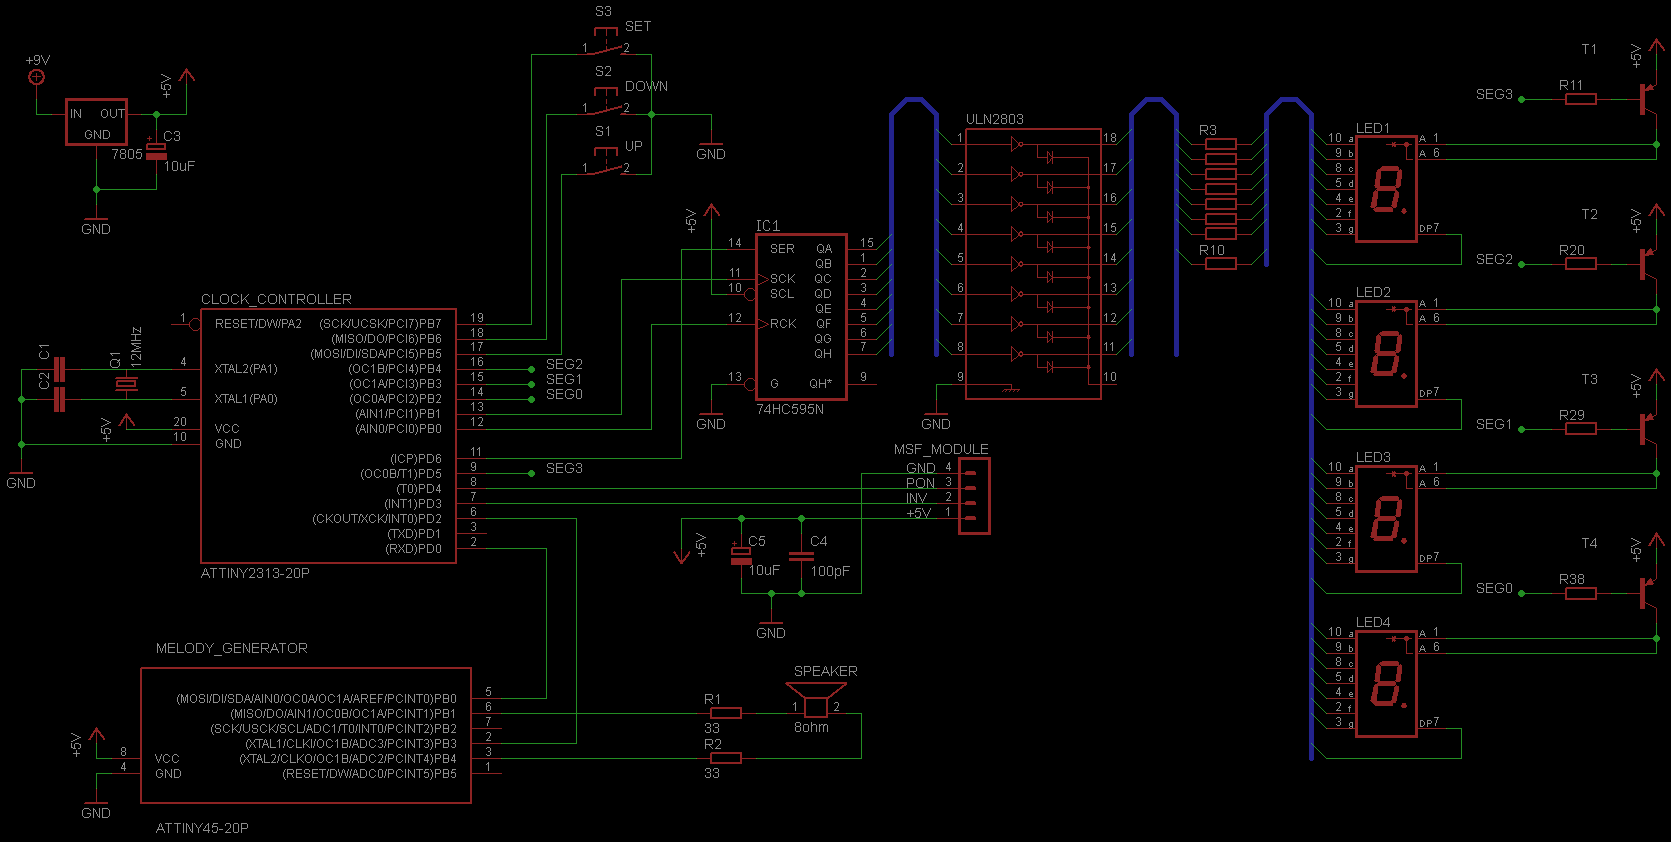 +9V
IN
OUT
GND
7805
+5V
C3
10uF
GND
S3
SET
1
2
S2
DOWN
1
2
S1
UP
1
2
GND
CLOCK_CONTROLLER
1
RESET/DW/PA2
4
XTAL2(PA1)
5
XTAL1(PA0)
20
VCC
10
GND
(SCK/UCSK/PCI7)PB7
19
(MISO/DO/PCI6)PB6
18
(MOSI/DI/SDA/PCI5)PB5
17
(OC1B/PCI4)PB4
16
SEG2
(OC1A/PCI3)PB3
15
SEG1
(OC0A/PCI2)PB2
14
SEG0
(AIN1/PCI1)PB1
13
(AIN0/PCI0)PB0
12
(ICP)PD6
11
(OC0B/T1)PD5
9
SEG3
(T0)PD4
8
(INT1)PD3
7
(CKOUT/XCK/INT0)PD2
6
(TXD)PD1
3
(RXD)PD0
2
ATTINY2313-20P
C1
C2
Q1
12MHz
+5V
GND
+5V
IC1
14
SER
11
SCK
10
SCL
12
RCK
13
G
QA
15
QB
1
QC
2
QD
3
QE
4
QF
5
QG
6
QH
7
QH*
9
74HC595N
GND
ULN2803
1
18
2
17
3
16
4
15
5
14
6
13
7
12
8
11
9
10
GND
R3
R10
MSF_MODULE
GND
4
PON
3
INV
2
+5V
1
+5V
C5
10uF
C4
100pF
GND
MELODY_GENERATOR
(MOSI/DI/SDA/AIN0/OC0A/OC1A/AREF/PCINT0)PB0
5
(MISO/DO/AIN1/OC0B/OC1A/PCINT1)PB1
6
(SCK/USCK/SCL/ADC1/T0/INT0/PCINT2)PB2
7
(XTAL1/CLKI/OC1B/ADC3/PCINT3)PB3
2
(XTAL2/CLKO/OC1B/ADC2/PCINT4)PB4
3
(RESET/DW/ADC0/PCINT5)PB5
1
8
VCC
4
GND
+5V
GND
ATTINY45-20P
R1
33
R2
33
SPEAKER
1
2
8ohm
LED1
10 a
9 b
8 c
5 d
4 e
2 f
3 g
A 1
A 6
DP7
LED2
10 a
9 b
8 c
5 d
4 e
2 f
3 g
A 1
A 6
DP7
LED3
10 a
9 b
8 c
5 d
4 e
2 f
3 g
A 1
A 6
DP7
LED4
10 a
9 b
8 c
5 d
4 e
2 f
3 g
A 1
A 6
DP7
T1
+5V
SEG3
R11
T2
+5V
SEG2
R20
T3
+5V
SEG1
R29
T4
+5V
SEG0
R38